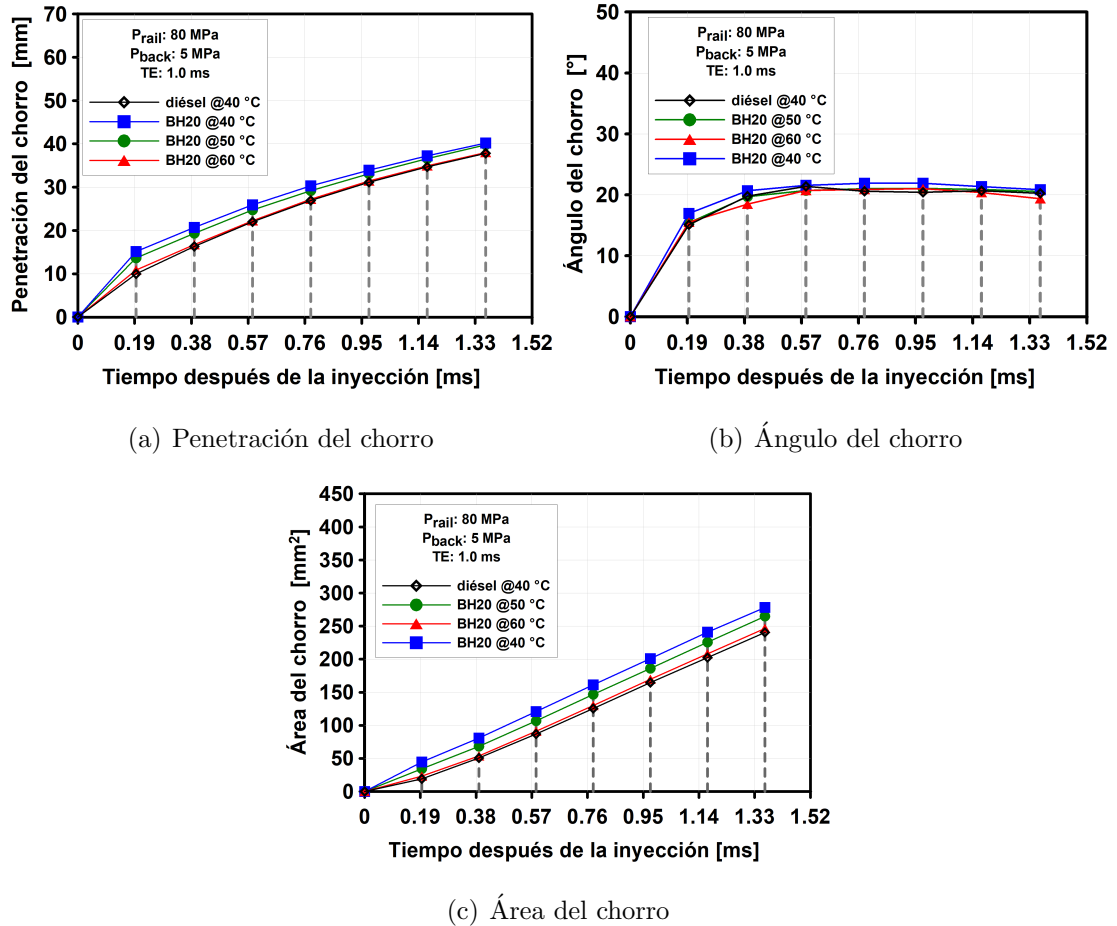 Penetración del chorro [mm]
70
60
50
40
30
20
10
0
Prail: 80 MPa
Pback: 5 MPa
TE: 1.0 ms
diésel @40 °C
BH20 @40 °C
BH20 @50 °C
BH20 @60 °C
0 0.19 0.38 0.57 0.76 0.95 1.14 1.33 1.52
Tiempo después de la inyección [ms]
(a) Penetración del chorro
Ángulo del chorro [°]
50
40
30
20
10
0
Prail: 80 MPa
Pback: 5 MPa
TE: 1.0 ms
diésel @40 °C
BH20 @50 °C
BH20 @60 °C
BH20 @40 °C
0 0.19 0.38 0.57 0.76 0.95 1.14 1.33 1.52
Tiempo después de la inyección [ms]
(b) Ángulo del chorro
Área del chorro [mm²]
450
400
350
300
250
200
150
100
50
0
Prail: 80 MPa
Pback: 5 MPa
TE: 1.0 ms
diésel @40 °C
BH20 @50 °C
BH20 @60 °C
BH20 @40 °C
0 0.19 0.38 0.57 0.76 0.95 1.14 1.33 1.52
Tiempo después de la inyección [ms]
(c) Área del chorro